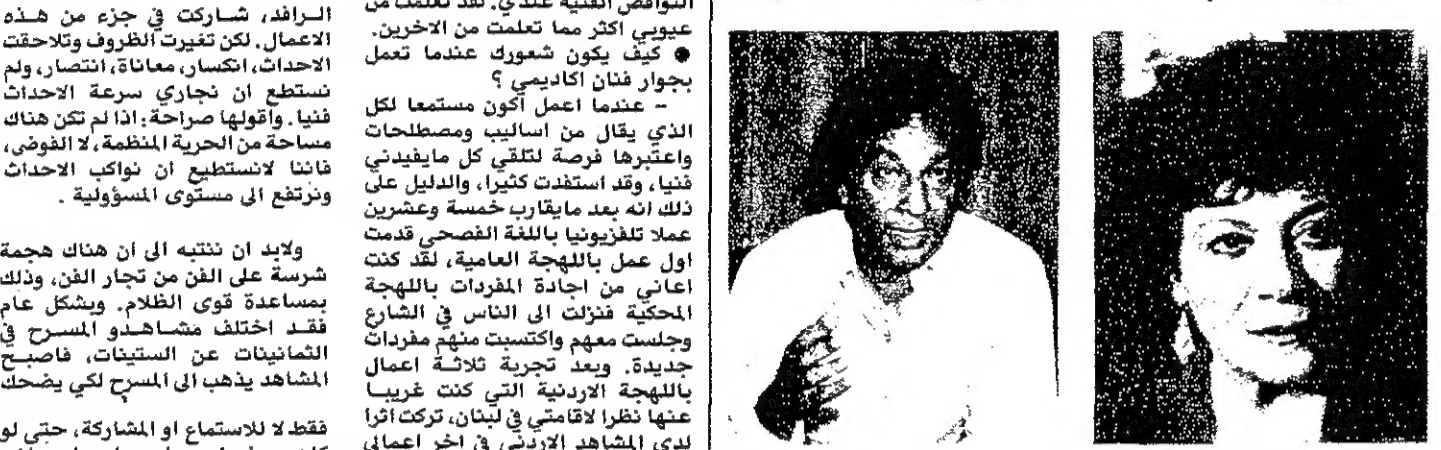 النواقص الفنية عندي. لقد تعلمت من
عيوبي اكثر مما تعلمت من الاخرين.
● كيف يكون شعورك عندما تعمل
بجوار فنان اكاديمي ؟
- عندما اعمل اكون مستمعا لكل
الذي يقال من اساليب ومصطلحات
واعتبرها فرصة لتلقي كل مايفيدني
فنيا، وقد استفدت كثيرا، والدليل على
ذلك انه بعد مايقارب خمسة وعشرين
عملا تلفزيونيا باللغة الفصحى قدمت
اول عمل باللهجة العامية، لقد كنت
اعاني من اجادة المفردات باللهجة
المحكية فنزلت الى الناس في الشارع
وجلست معهم واكتسبت منهم مفردات
جديدة. وبعد تجربة ثلاثة اعمال
باللهجة الاردنية التي كنت غريبا
عنها نظرا لاقامتي في لبنان، تركت اثرا
لدى المشاهد الاردني في اخر اعمالي
الرافد، شاركت في جزء من هذه
الاعمال. لكن تغيرت الظروف وتلاحقت
الاحداث، انكسار، معاناة، انتصار، ولم
نستطع ان نجاري سرعة الاحداث
فنيا. واقولها صراحة: اذا لم تكن هناك
مساحة من الحرية المنظمة، لا الفوضى،
فاننا لانستطيع ان نواكب الاحداث
ونرتفع الى مستوى المسؤولية .
ولابد ان ننتبه الى ان هناك هجمة
شرسة على الفن من تجار الفن، وذلك
بمساعدة قوى الظلام. وبشكل عام
فقد اختلف مشاهدو المسرح في
الثمانينات عن الستينات، فاصبح
المشاهد يذهب الى المسرح لكي يضحك
فقط لا للاستماع او المشاركة، حتى لو